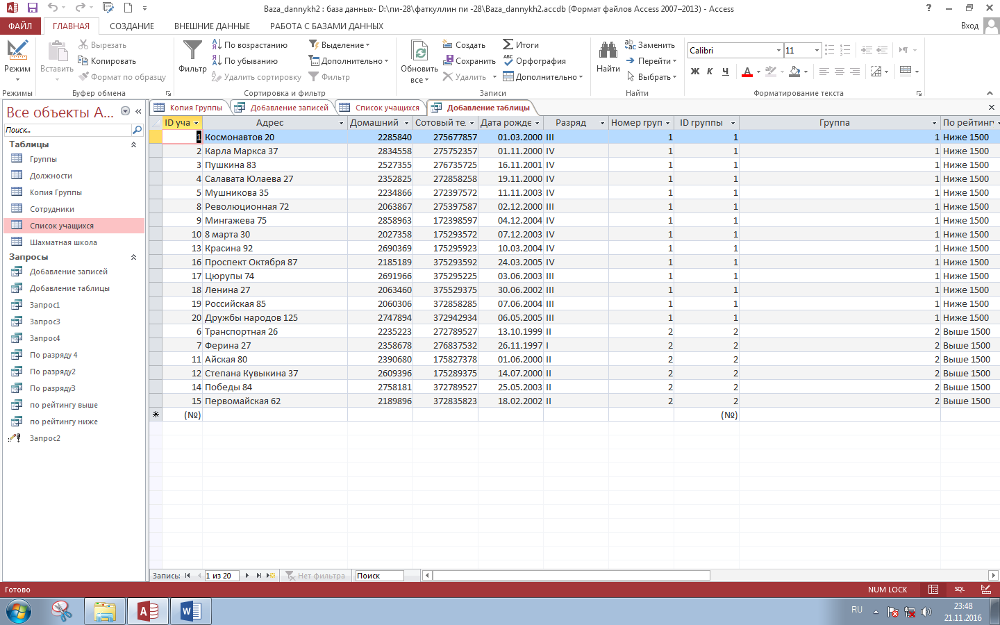 Baza_dannykh2 : база данных- D:\пи-28\фаткуллин пи -28\Baza_dannykh2.accdb (Формат файлов Access 2007–2013) - Access
ФАЙЛ ГЛАВНАЯ СОЗДАНИЕ ВНЕШНИЕ ДАННЫЕ РАБОТА С БАЗАМИ ДАННЫХ Вход
Режим
Режимы
Вставить
Вырезать
Копировать
Формат по образцу
Буфер обмена
Фильтр
По возрастанию
По убыванию
Удалить сортировку
Выделение
Дополнительно
Фильтр
Сортировка и фильтр
Обновить
все
Создать
Сохранить
Удалить
Итоги
Орфография
Дополнительно
Записи
Найти
Заменить
Перейти
Выбрать
Найти
Calibri 11
Ж К Ч
Форматирование текста
Все объекты A...
Поиск...
Таблицы
Группы
Должности
Копия Группы
Сотрудники
Список учащихся
Шахматная школа
Запросы
Добавление записей
Добавление таблицы
Запрос1
Запрос3
Запрос4
По разряду 4
По разряду2
По разряду3
по рейтингу выше
по рейтингу ниже
Запрос2
Копия Группы Добавление записей Список учащихся Добавление таблицы
ID уча Адрес Домашний Сотовый те. Дата рожде Разряд Номер груп ID группы Группа По рейтинг
1 Космонавтов 20 2285840 275677857 01.03.2000 III 1 1 1 Ниже 1500
2 Карла Маркса 37 2834558 275752357 01.11.2000 IV 1 1 1 Ниже 1500
3 Пушкина 83 2527355 276735725 16.11.2001 IV 1 1 1 Ниже 1500
4 Салавата Юлаева 27 2352825 272858258 19.11.2000 IV 1 1 1 Ниже 1500
5 Мушникова 35 2234866 272397572 11.11.2003 IV 1 1 1 Ниже 1500
8 Революционная 72 2063867 275397587 02.12.2000 III 1 1 1 Ниже 1500
9 Мингажева 75 2858963 172398597 04.12.2004 IV 1 1 1 Ниже 1500
10 8 марта 30 2027358 175293572 07.12.2003 IV 1 1 1 Ниже 1500
13 Красина 92 2690369 175295923 10.03.2004 IV 1 1 1 Ниже 1500
16 Проспект Октября 87 2185189 375293592 24.03.2005 IV 1 1 1 Ниже 1500
17 Цюрупы 74 2691966 375295225 03.06.2003 III 1 1 1 Ниже 1500
18 Ленина 27 2063460 375529375 30.06.2002 III 1 1 1 Ниже 1500
19 Российская 85 2060306 372858285 07.06.2004 III 1 1 1 Ниже 1500
20 Дружбы народов 125 2747894 372942934 06.05.2005 III 1 1 1 Ниже 1500
6 Транспортная 26 2235223 272789527 13.10.1999 II 2 2 2 Выше 1500
7 Ферина 27 2358678 276837532 26.11.1997 I 2 2 2 Выше 1500
11 Айская 80 2390680 175827378 01.06.2000 II 2 2 2 Выше 1500
12 Степана Кувыкина 37 2609396 175289375 14.07.2000 II 2 2 2 Выше 1500
14 Победы 84 2758181 372789527 25.05.2003 II 2 2 2 Выше 1500
15 Первомайская 62 2189896 372835823 18.02.2002 II 2 2 2 Выше 1500
(№) (№)
Запись: 1 из 20 Нет фильтра Поиск
Готово NUM LOCK SQL
RU 23:48
21.11.2016